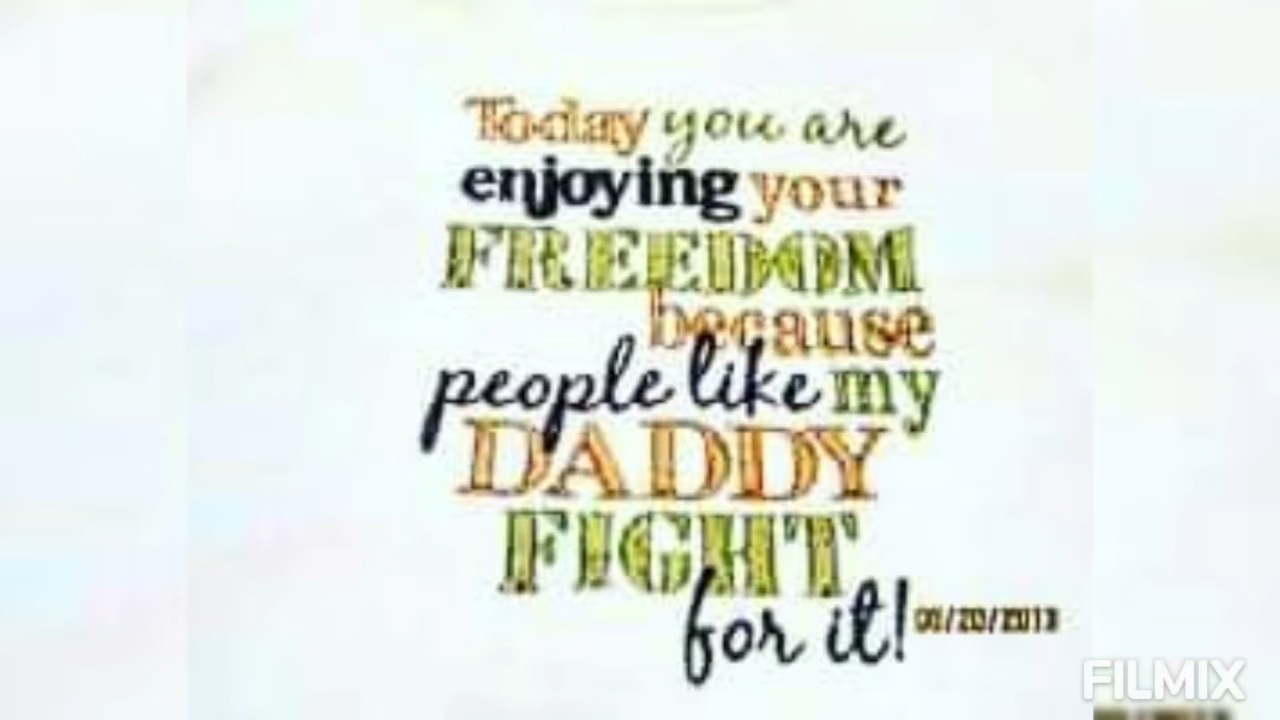 Today you are
enjoying your
FREEDOM
because
people like my
DADDY
FIGHT
for it!
FILMIX